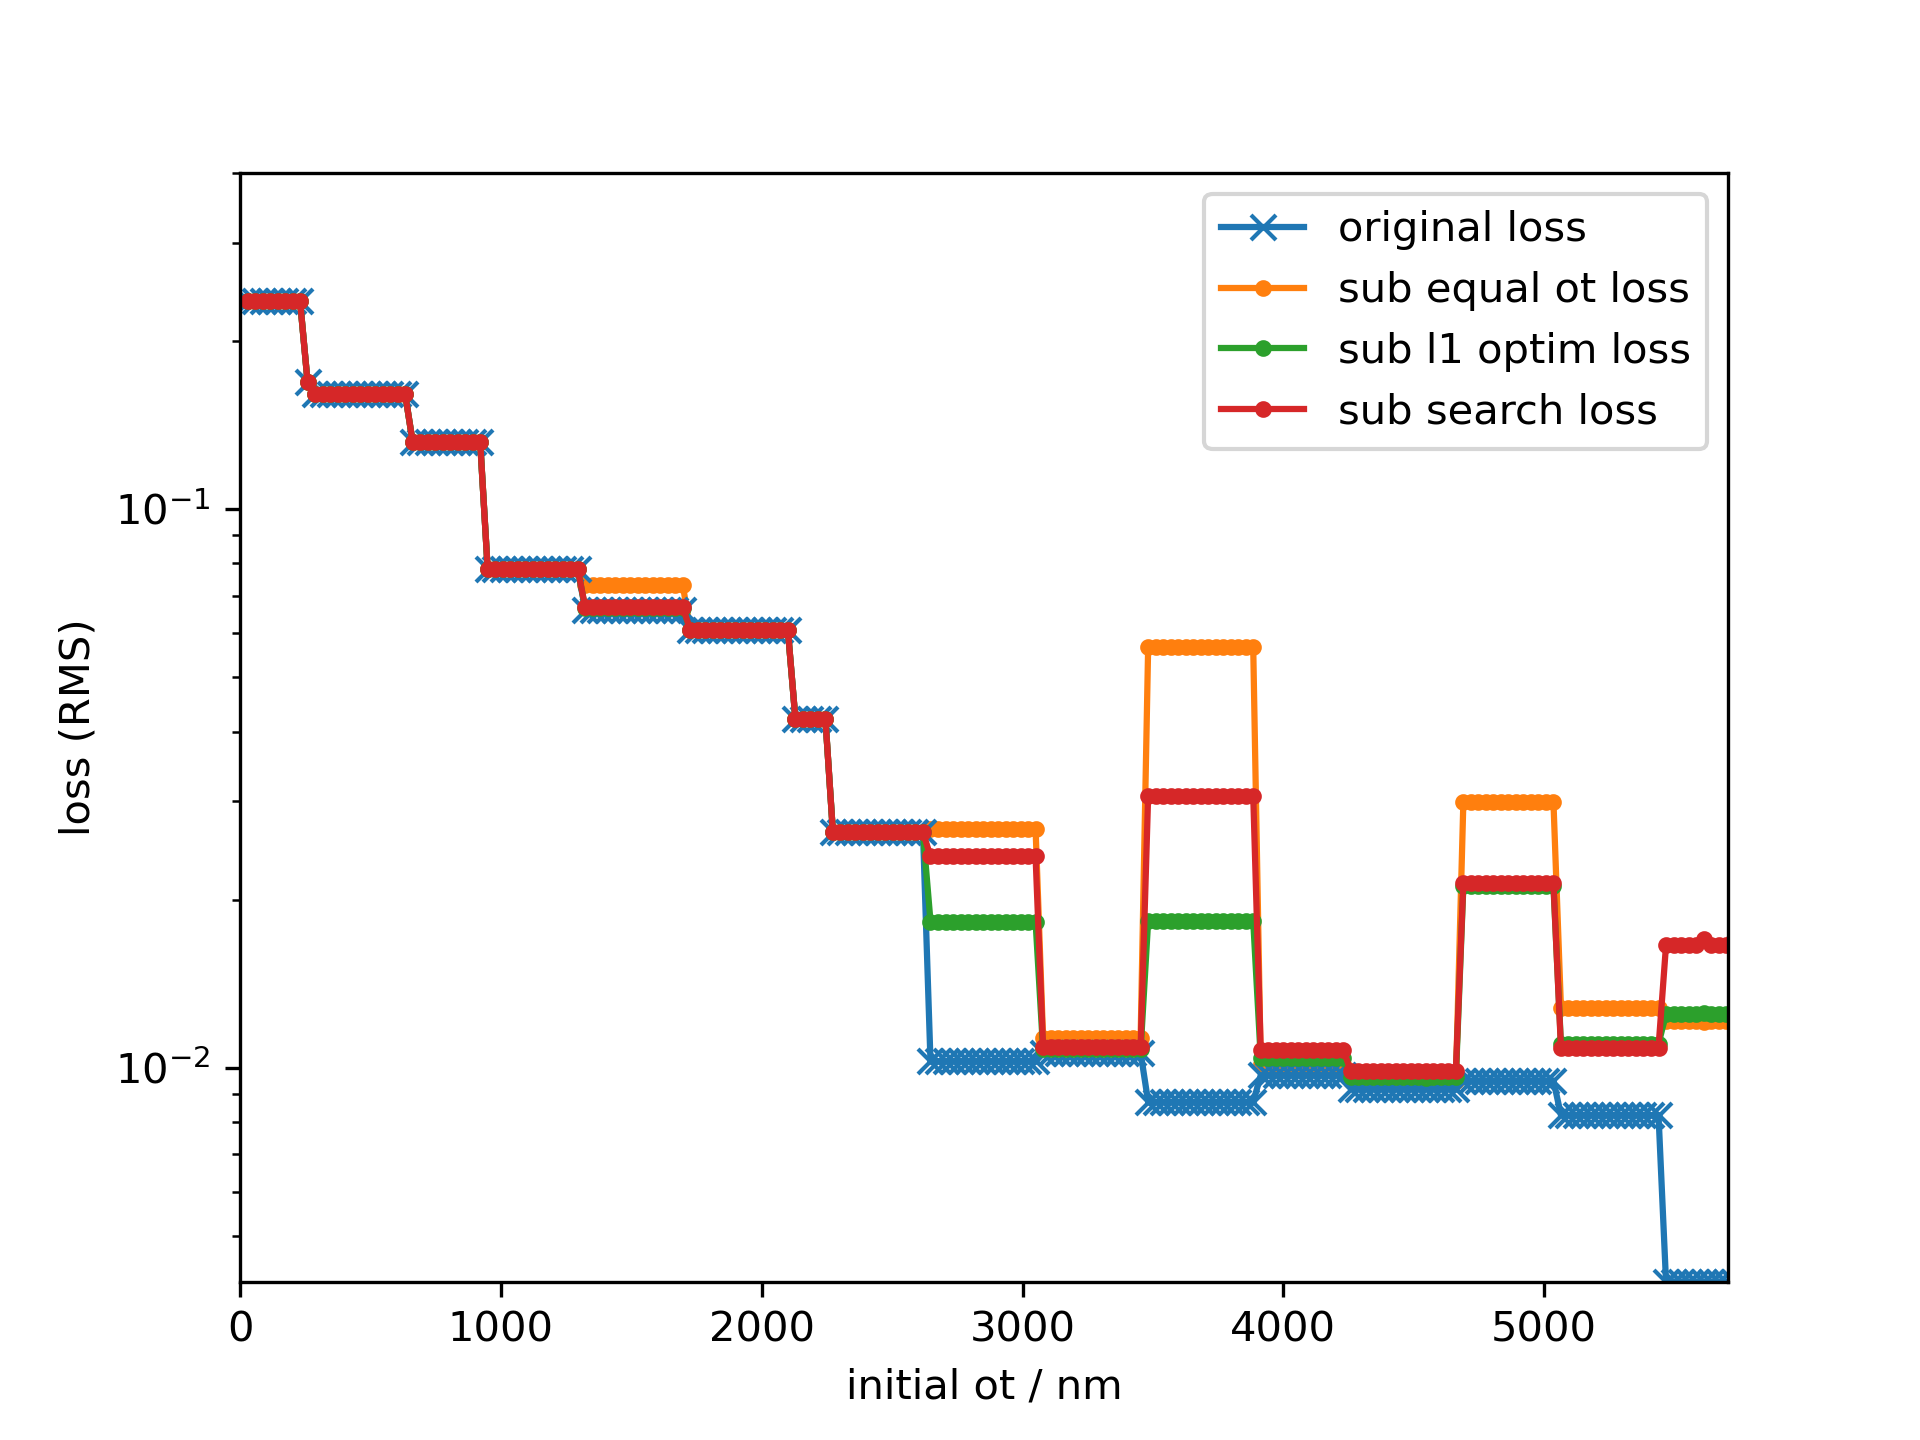 original loss
sub equal ot loss
sub l1 optim loss
sub search loss
loss (RMS)
10⁻¹
10⁻²
0 1000 2000 3000 4000 5000
initial ot / nm